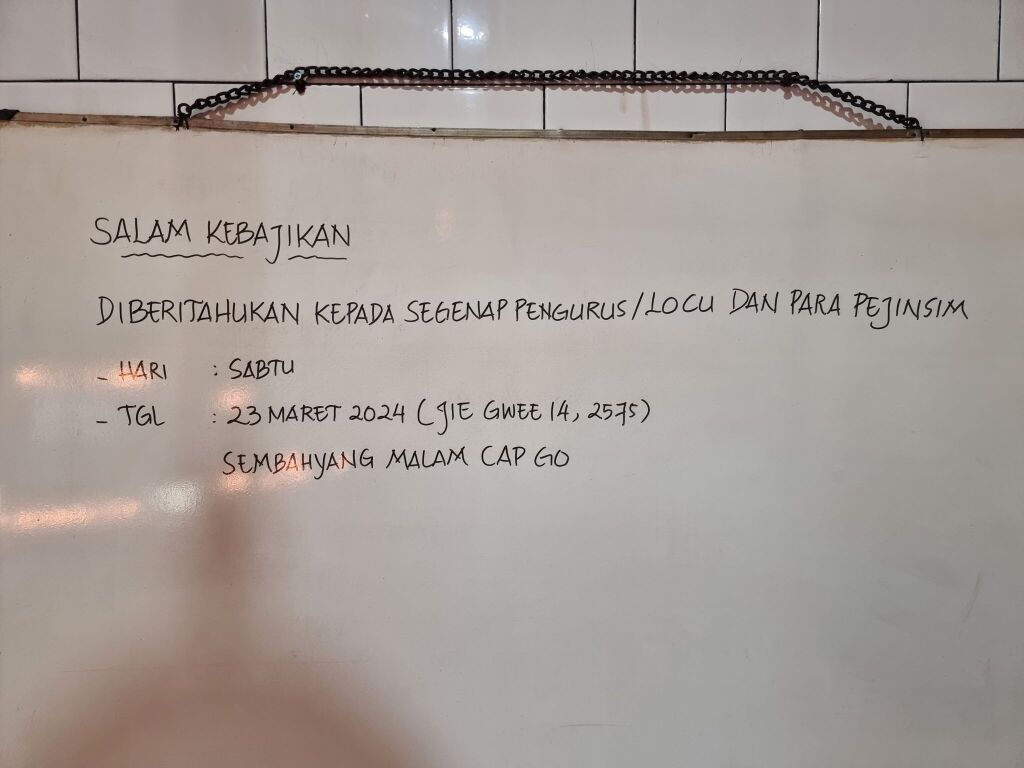 SALAM KEBAJIKAN
DIBERITAHUKAN KEPADA SEGENAP PENGURUS/LOCU DAN PARA PEJINSIM
- HARI : SABTU
- TGL : 23 MARET 2024 (JIE GWEE 14, 2575)
SEMBAHYANG MALAM CAP GO